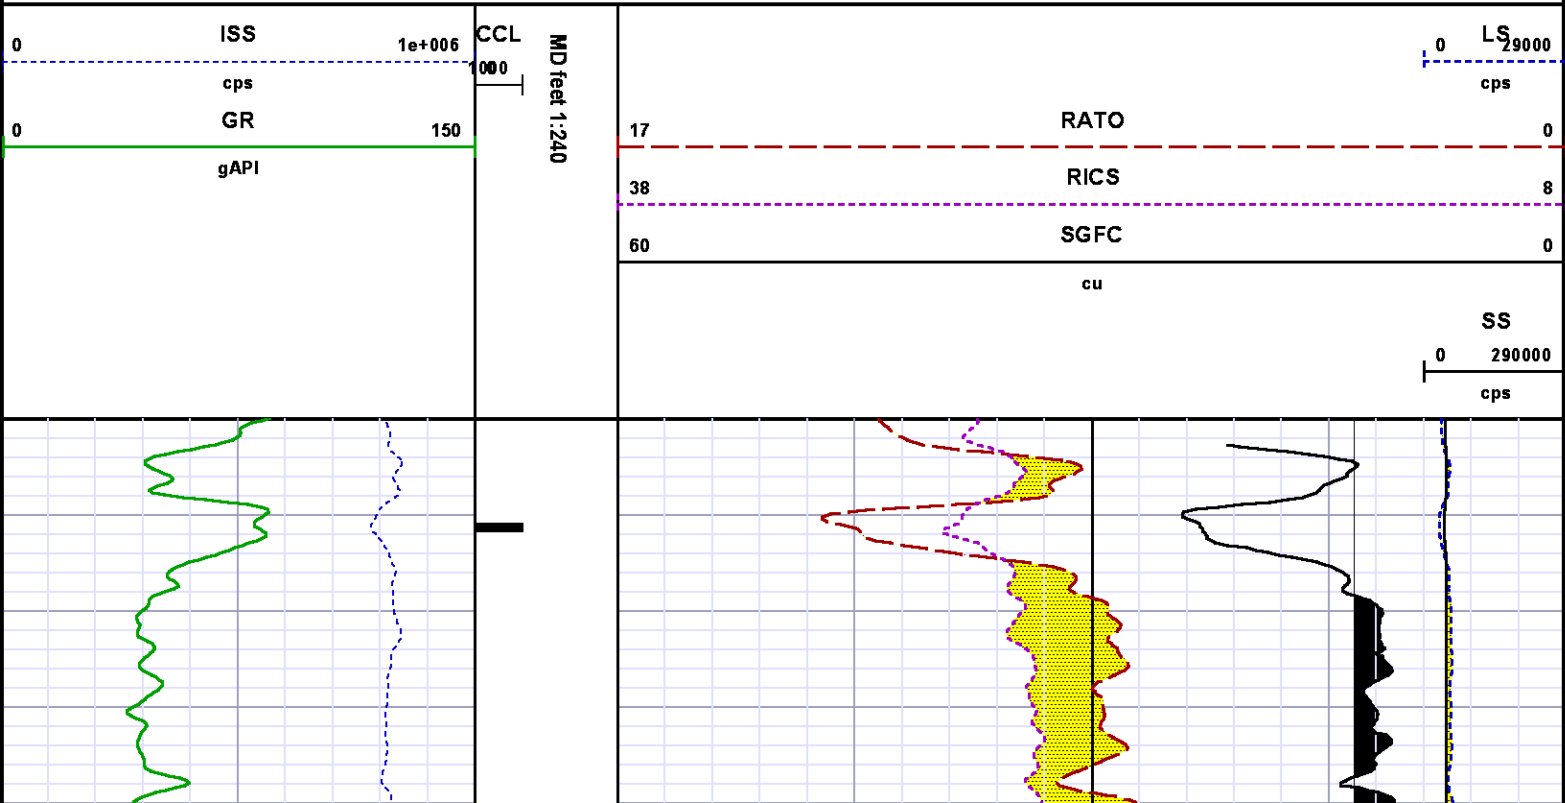 ISS
0 1e+006
cps
GR
0 150
gAPI
CCL
MD feet 1:240
LS
0 29000
cps
RATO
17 0
RICS
38 8
SGFC
60 0
cu
SS
0 290000
cps